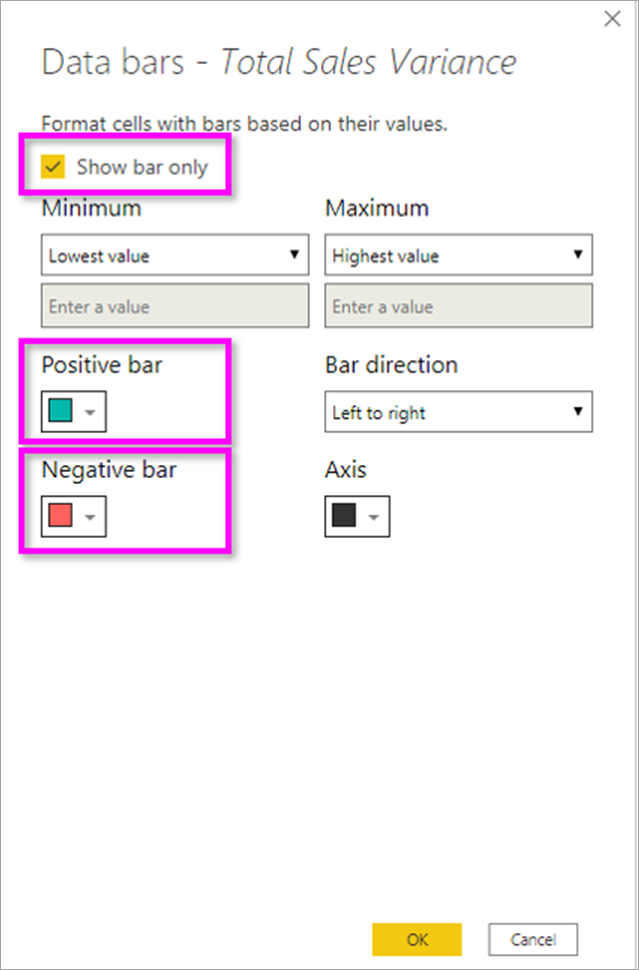 Data bars - Total Sales Variance
Format cells with bars based on their values.
Show bar only
Minimum Maximum
Lowest value Highest value
Enter a value Enter a value
Positive bar Bar direction
Left to right
Negative bar Axis
OK Cancel